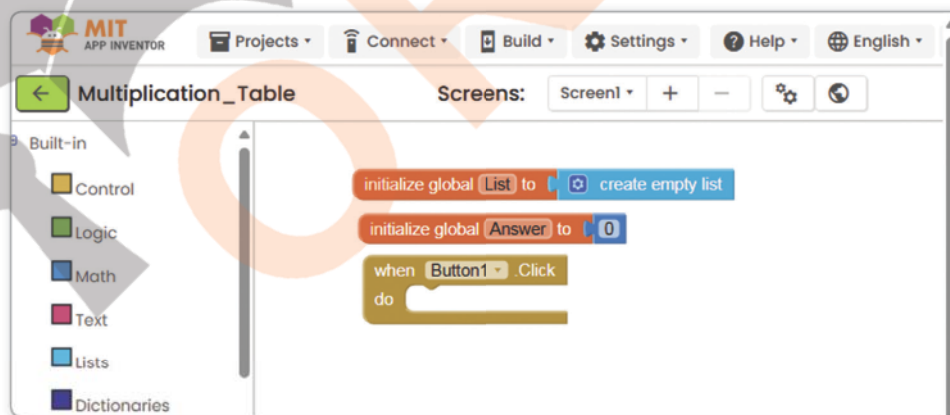 MIT
APP INVENTOR
Projects
Connect
Build
Settings
Help
English
Multiplication_Table
Screens:
Screen1
+
−
Built-in
Control
Logic
Math
Text
Lists
Dictionaries
initialize global List to create empty list
initialize global Answer to 0
when Button1 .Click
do